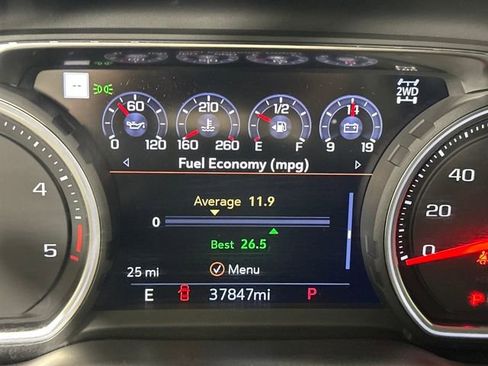 --
60
210
1/2
14
2WD
0 120
160 260
E F
9 19
Fuel Economy (mpg)
Average 11.9
0
Best 26.5
25 mi
Menu
E
37847mi
P
4
5
40
20
0